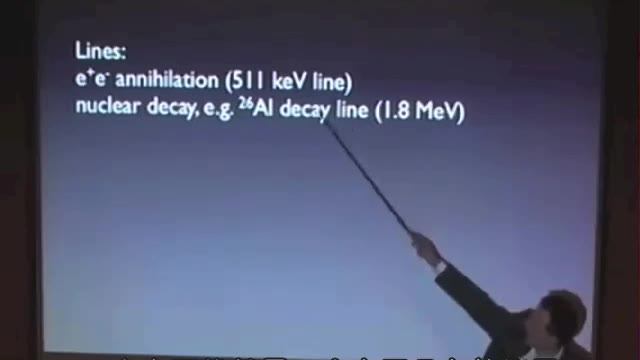 Lines:
e⁺e⁻ annihilation (511 keV line)
nuclear decay, e.g. ²⁶Al decay line (1.8 MeV)